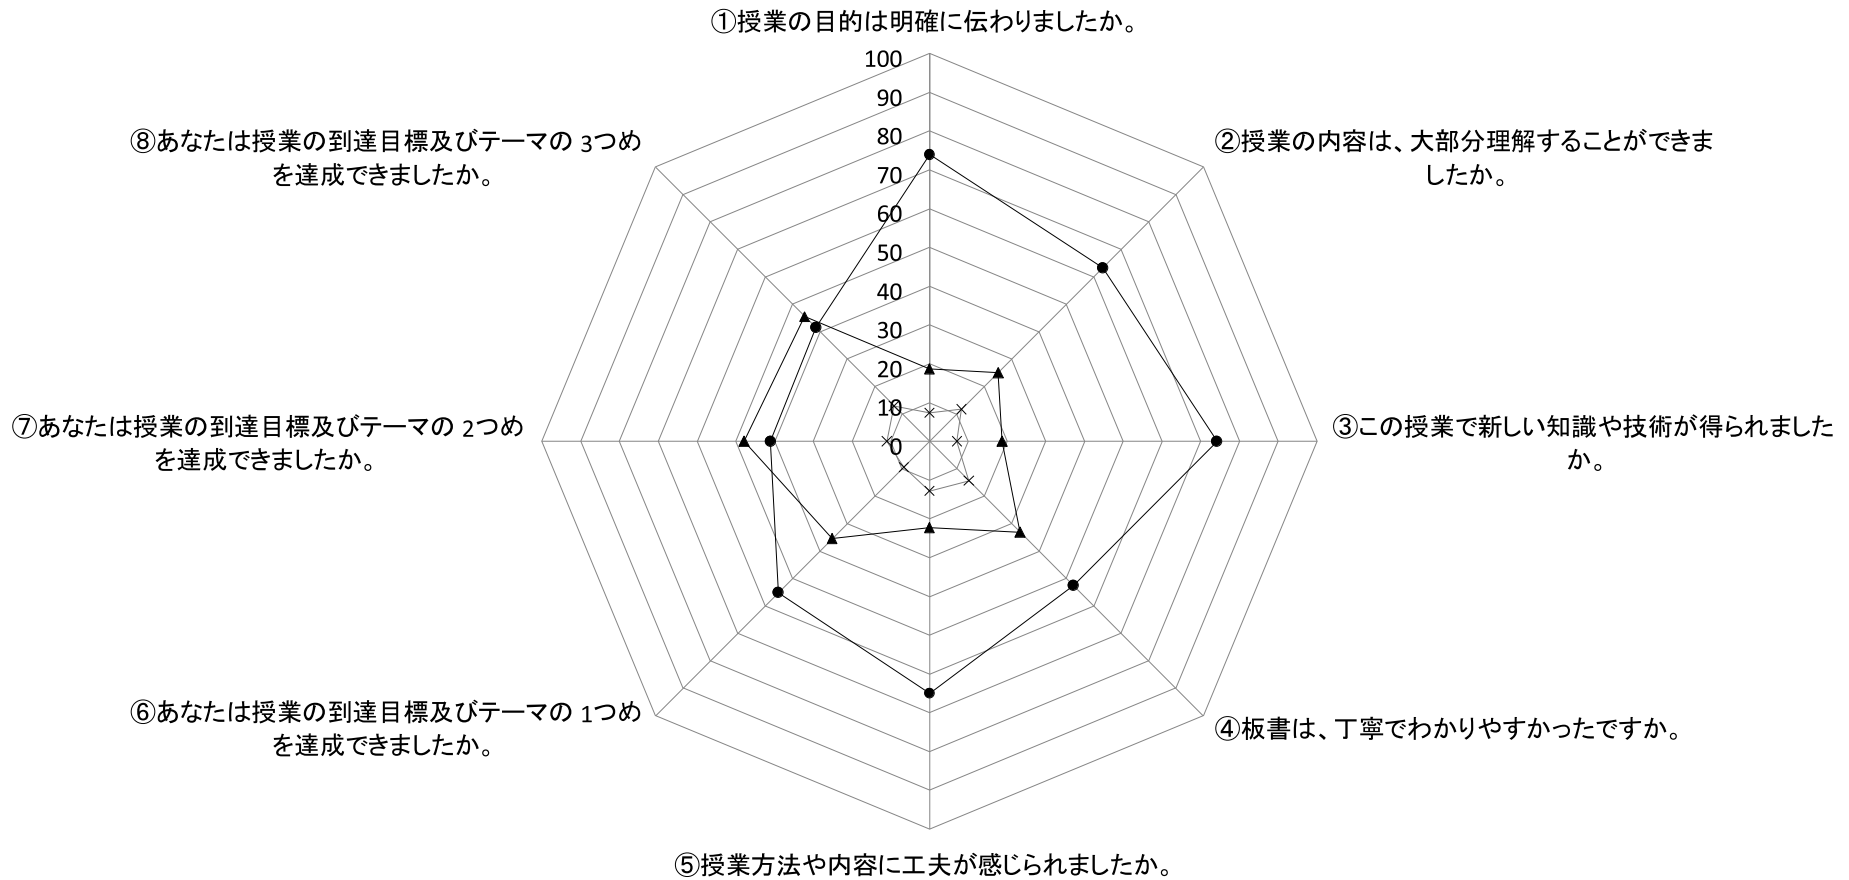 ①授業の目的は明確に伝わりましたか。
②授業の内容は、大部分理解することができま
したか。
③この授業で新しい知識や技術が得られました
か。
④板書は、丁寧でわかりやすかったですか。
⑤授業方法や内容に工夫が感じられましたか。
⑥あなたは授業の到達目標及びテーマの 1つめ
を達成できましたか。
⑦あなたは授業の到達目標及びテーマの 2つめ
を達成できましたか。
⑧あなたは授業の到達目標及びテーマの 3つめ
を達成できましたか。
100
90
80
70
60
50
40
30
20
10
0